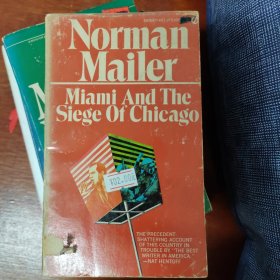 Norman
Mailer
Miami And The
Siege Of Chicago
THE PRECEDENT-
SHATTERING ACCOUNT
OF THIS COUNTRY IN
TROUBLE BY "THE BEST
WRITER IN AMERICA."
—NAT HENTOFF